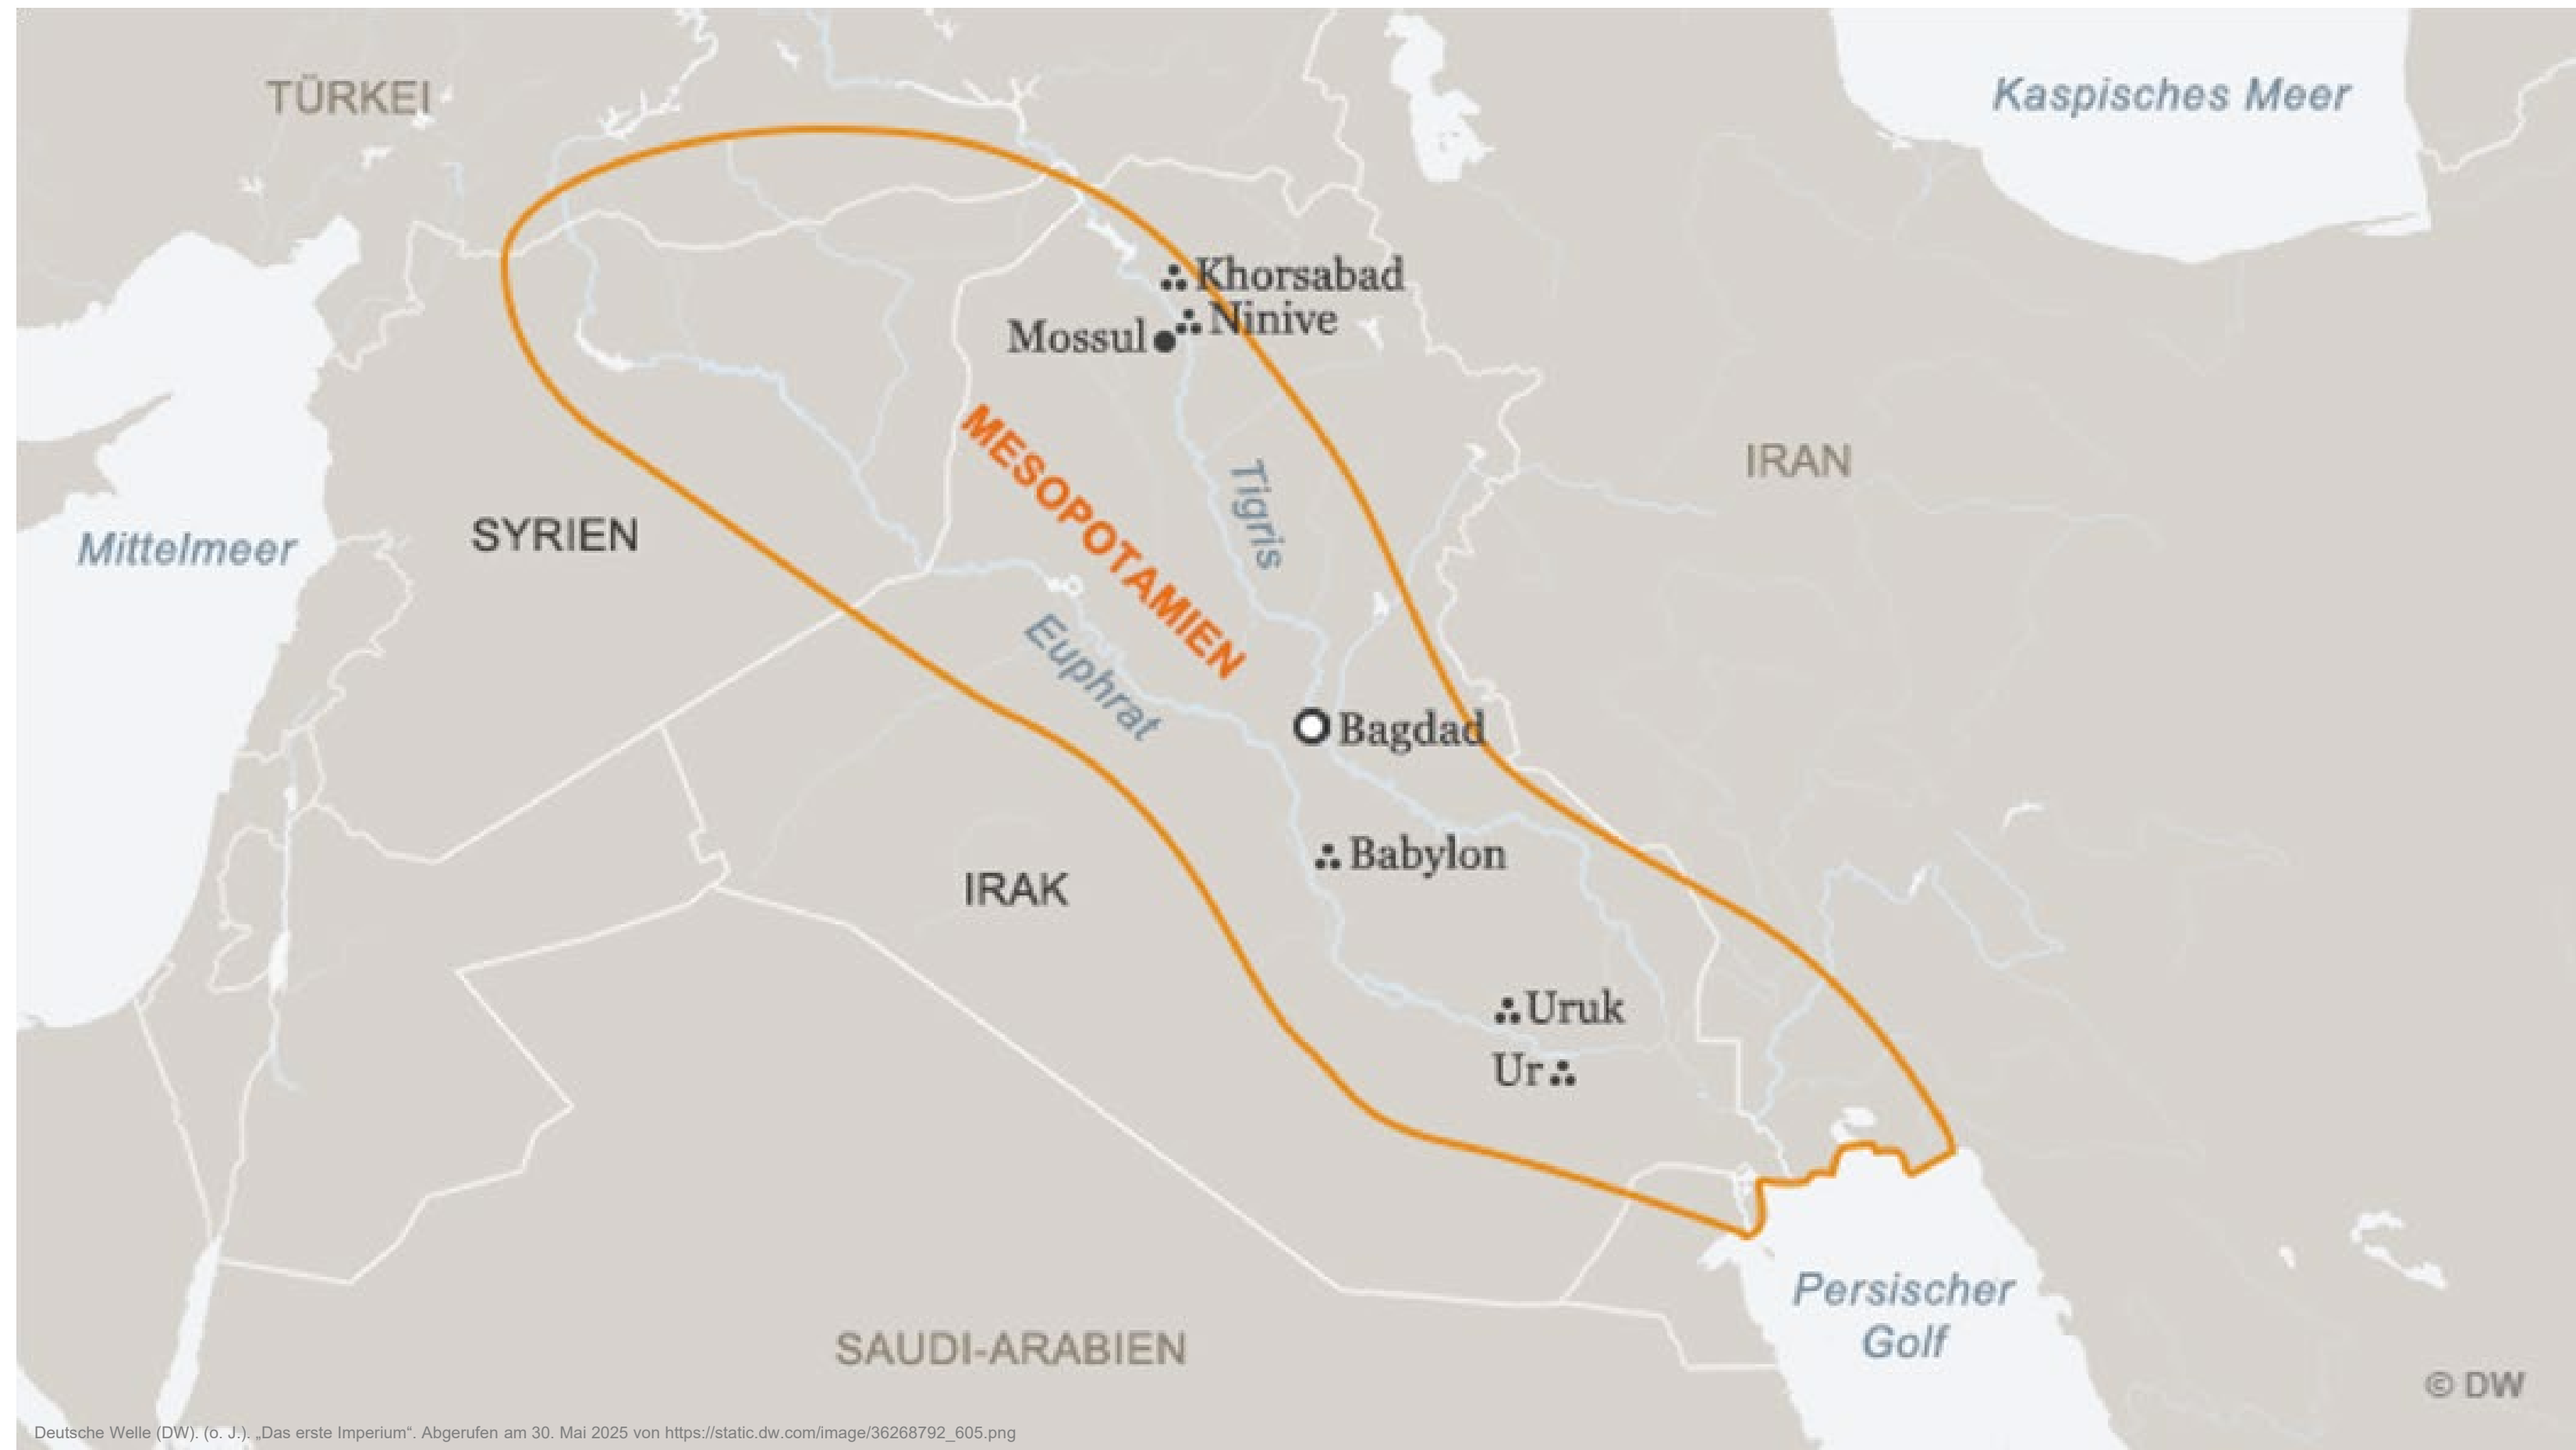 TÜRKEI
Kaspisches Meer
Khorsabad
Ninive
Mossul
MESOPOTAMIEN
Tigris
IRAN
SYRIEN
Mittelmeer
Euphrat
Bagdad
Babylon
IRAK
Uruk
Ur
Persischer
Golf
SAUDI-ARABIEN
© DW
Deutsche Welle (DW). (o. J.). „Das erste Imperium“. Abgerufen am 30. Mai 2025 von https://static.dw.com/image/36268792_605.png